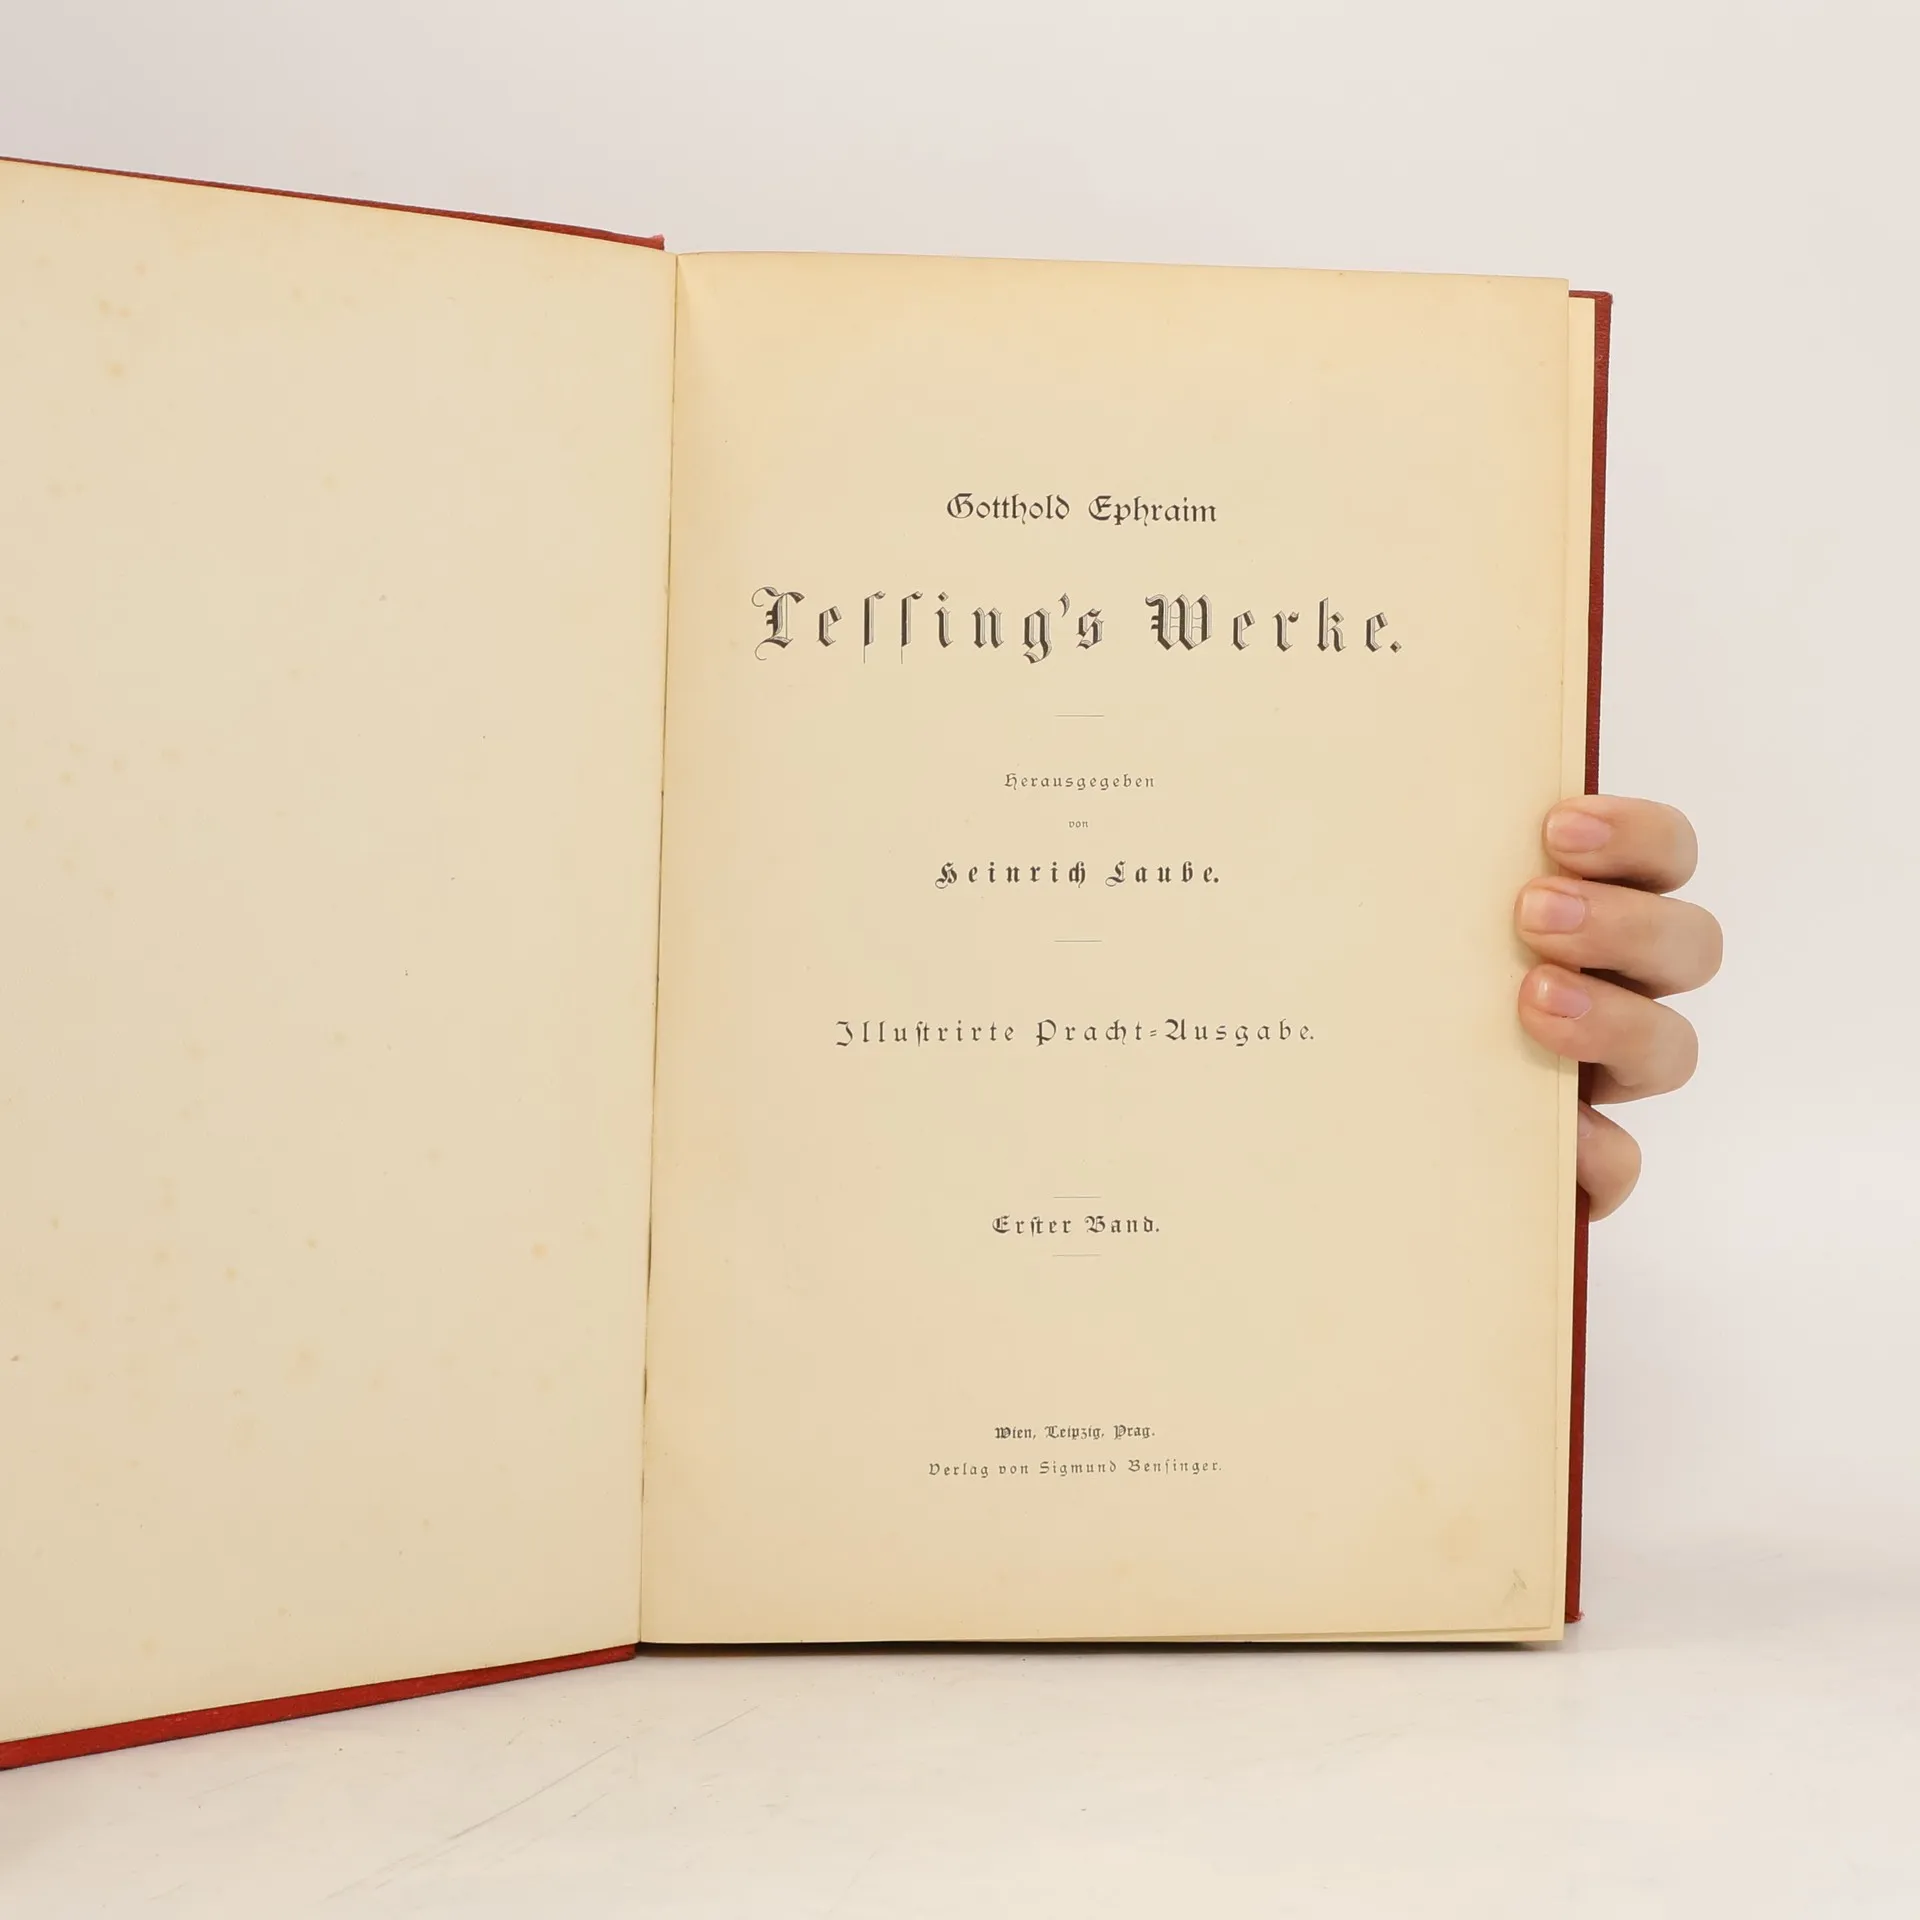 Gotthold Ephraim
Leſſing's Werke.
Herausgegeben
von
Heinrich Laube.
Illuſtrirte Pracht-Ausgabe.
Erſter Band.
Wien, Leipzig, Prag.
Verlag von Sigmund Benſinger.